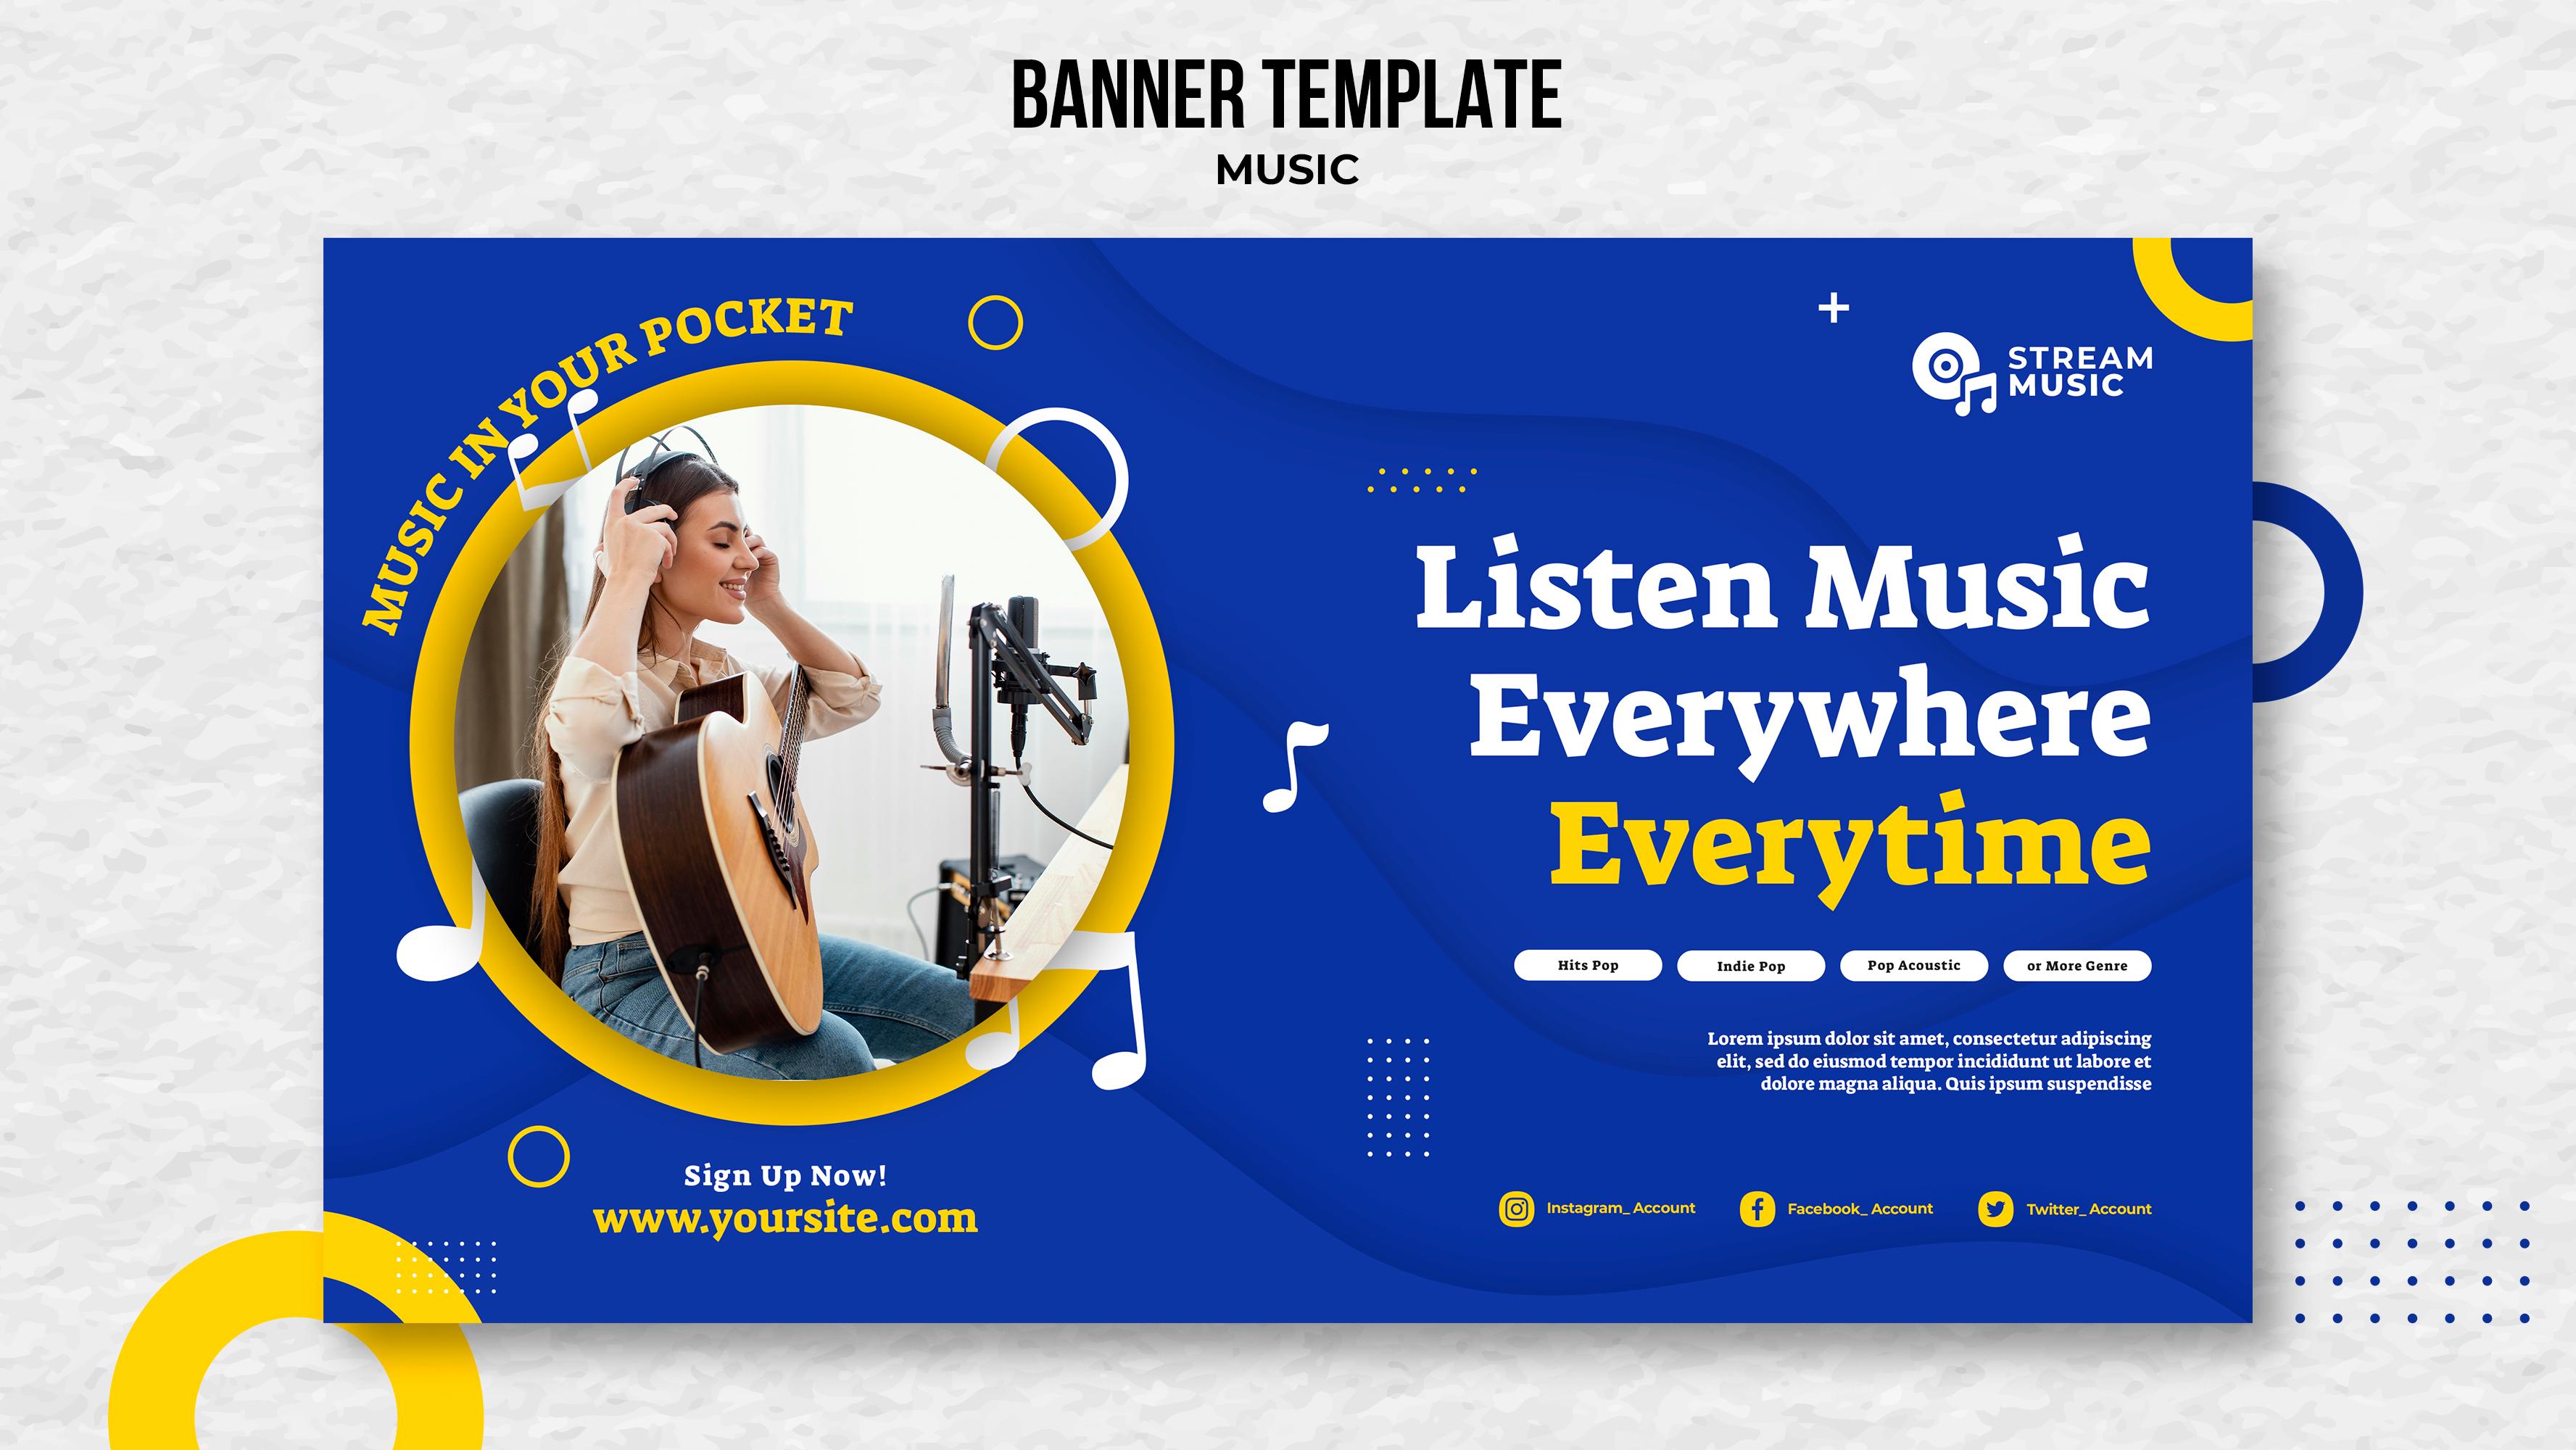 BANNER TEMPLATE
MUSIC
MUSIC IN YOUR POCKET
STREAM
MUSIC
Listen Music
Everywhere
Everytime
Hits Pop
Indie Pop
Pop Acoustic
or More Genre
Lorem ipsum dolor sit amet, consectetur adipiscing
elit, sed do eiusmod tempor incididunt ut labore et
dolore magna aliqua. Quis ipsum suspendisse
Sign Up Now!
www.yoursite.com
Instagram_Account
Facebook_Account
Twitter_Account